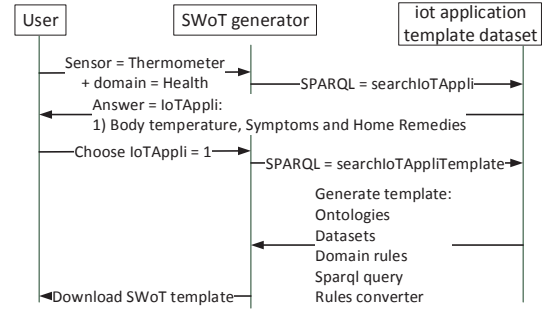 User
SWoT generator
iot application
template dataset
Sensor = Thermometer
+ domain = Health
SPARQL = searchIoTAppli
Answer = IoTAppli:
1) Body temperature, Symptoms and Home Remedies
Choose IoTAppli = 1
SPARQL = searchIoTAppliTemplate
Generate template:
Ontologies
Datasets
Domain rules
Sparql query
Rules converter
Download SWoT template